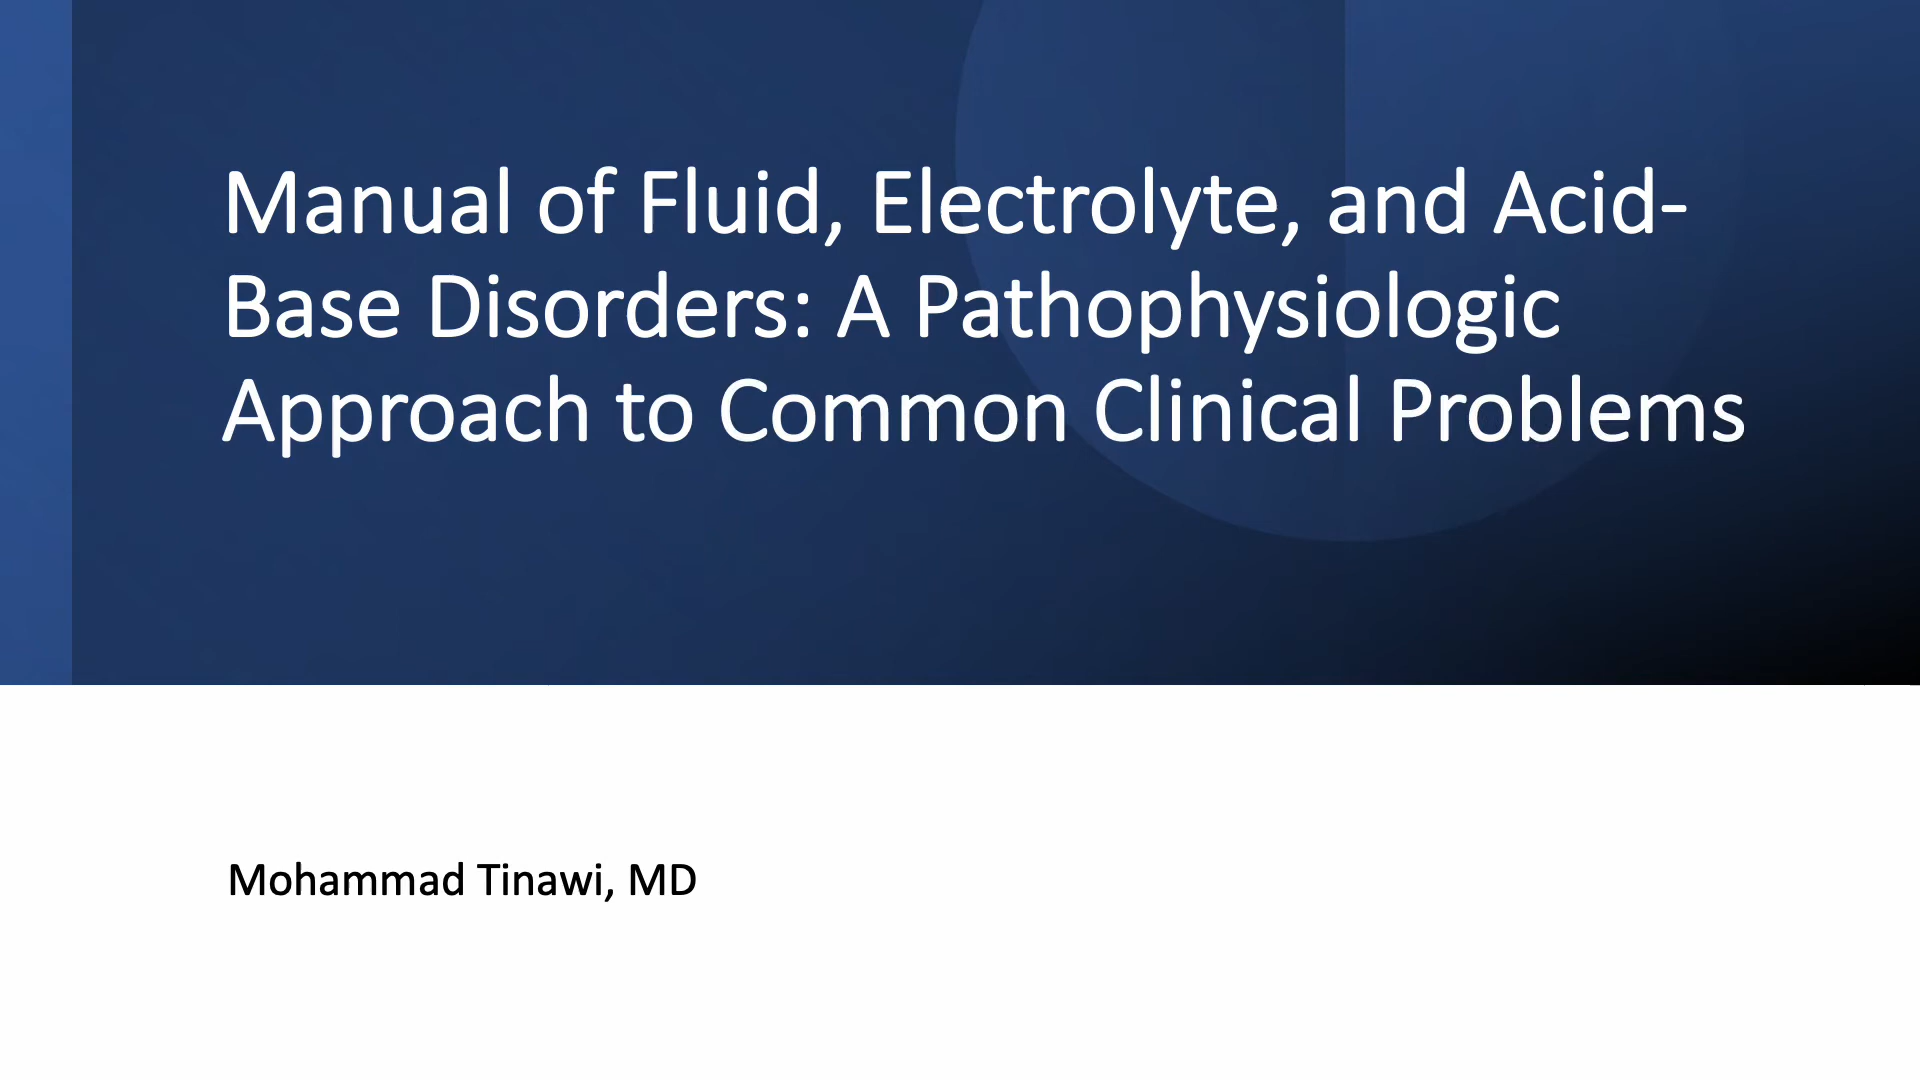 Manual of Fluid, Electrolyte, and Acid-
Base Disorders: A Pathophysiologic
Approach to Common Clinical Problems
Mohammad Tinawi, MD